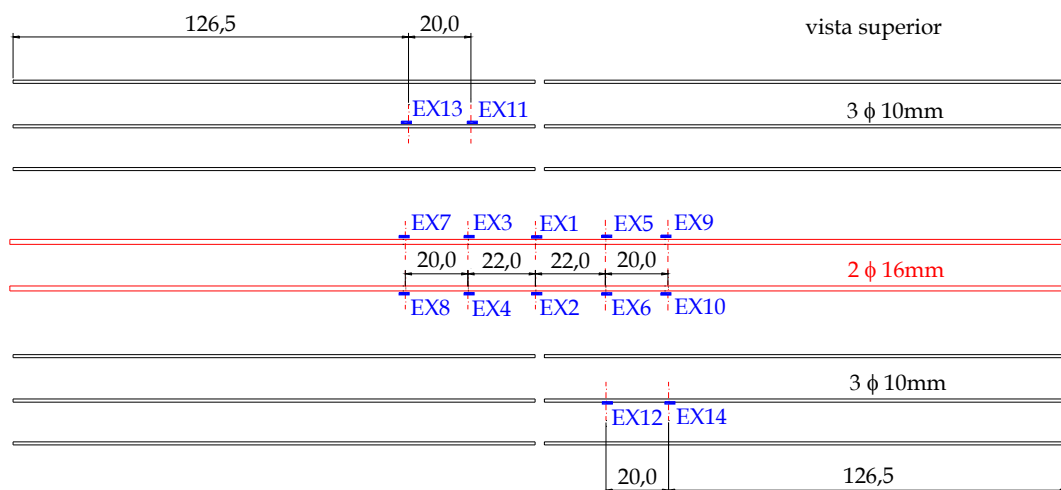 126,5 20,0 vista superior
EX13 EX11 3 ϕ 10mm
EX7 EX3 EX1 EX5 EX9
20,0 22,0 22,0 20,0 2 ϕ 16mm
EX8 EX4 EX2 EX6 EX10
3 ϕ 10mm
EX12 EX14
20,0 126,5